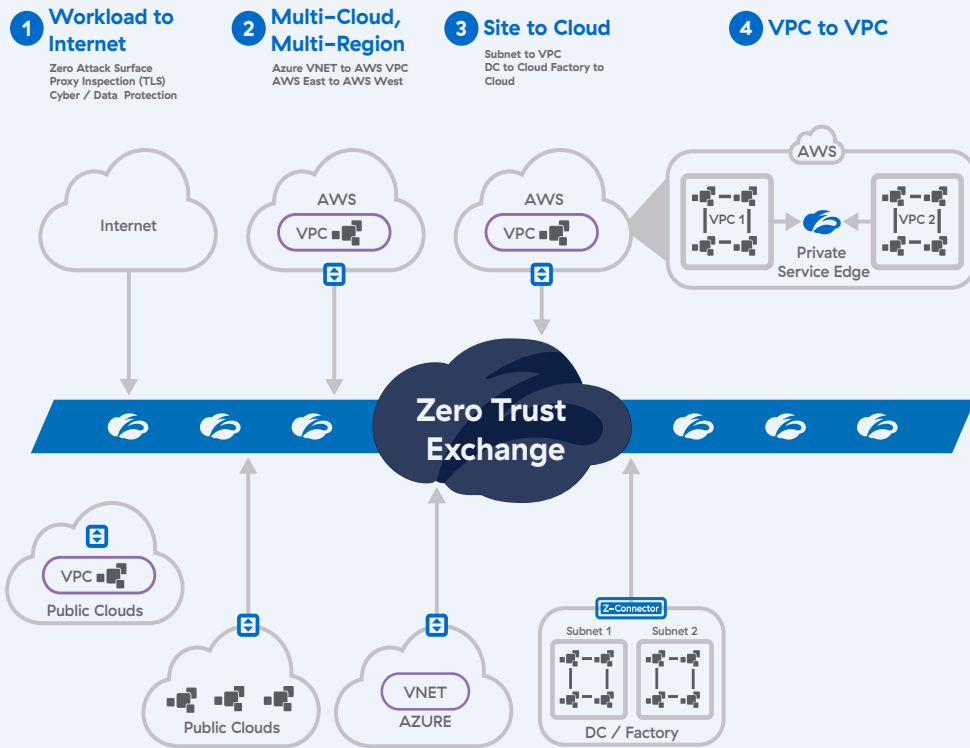 1 Workload to
Internet
Zero Attack Surface
Proxy Inspection (TLS)
Cyber / Data Protection
2 Multi-Cloud,
Multi-Region
Azure VNET to AWS VPC
AWS East to AWS West
3 Site to Cloud
Subnet to VPC
DC to Cloud Factory to
Cloud
4 VPC to VPC
Internet
AWS
VPC
AWS
VPC
AWS
VPC 1
VPC 2
Private
Service Edge
Zero Trust
Exchange
VPC
Public Clouds
Public Clouds
VNET
AZURE
Z-Connector
Subnet 1
Subnet 2
DC / Factory